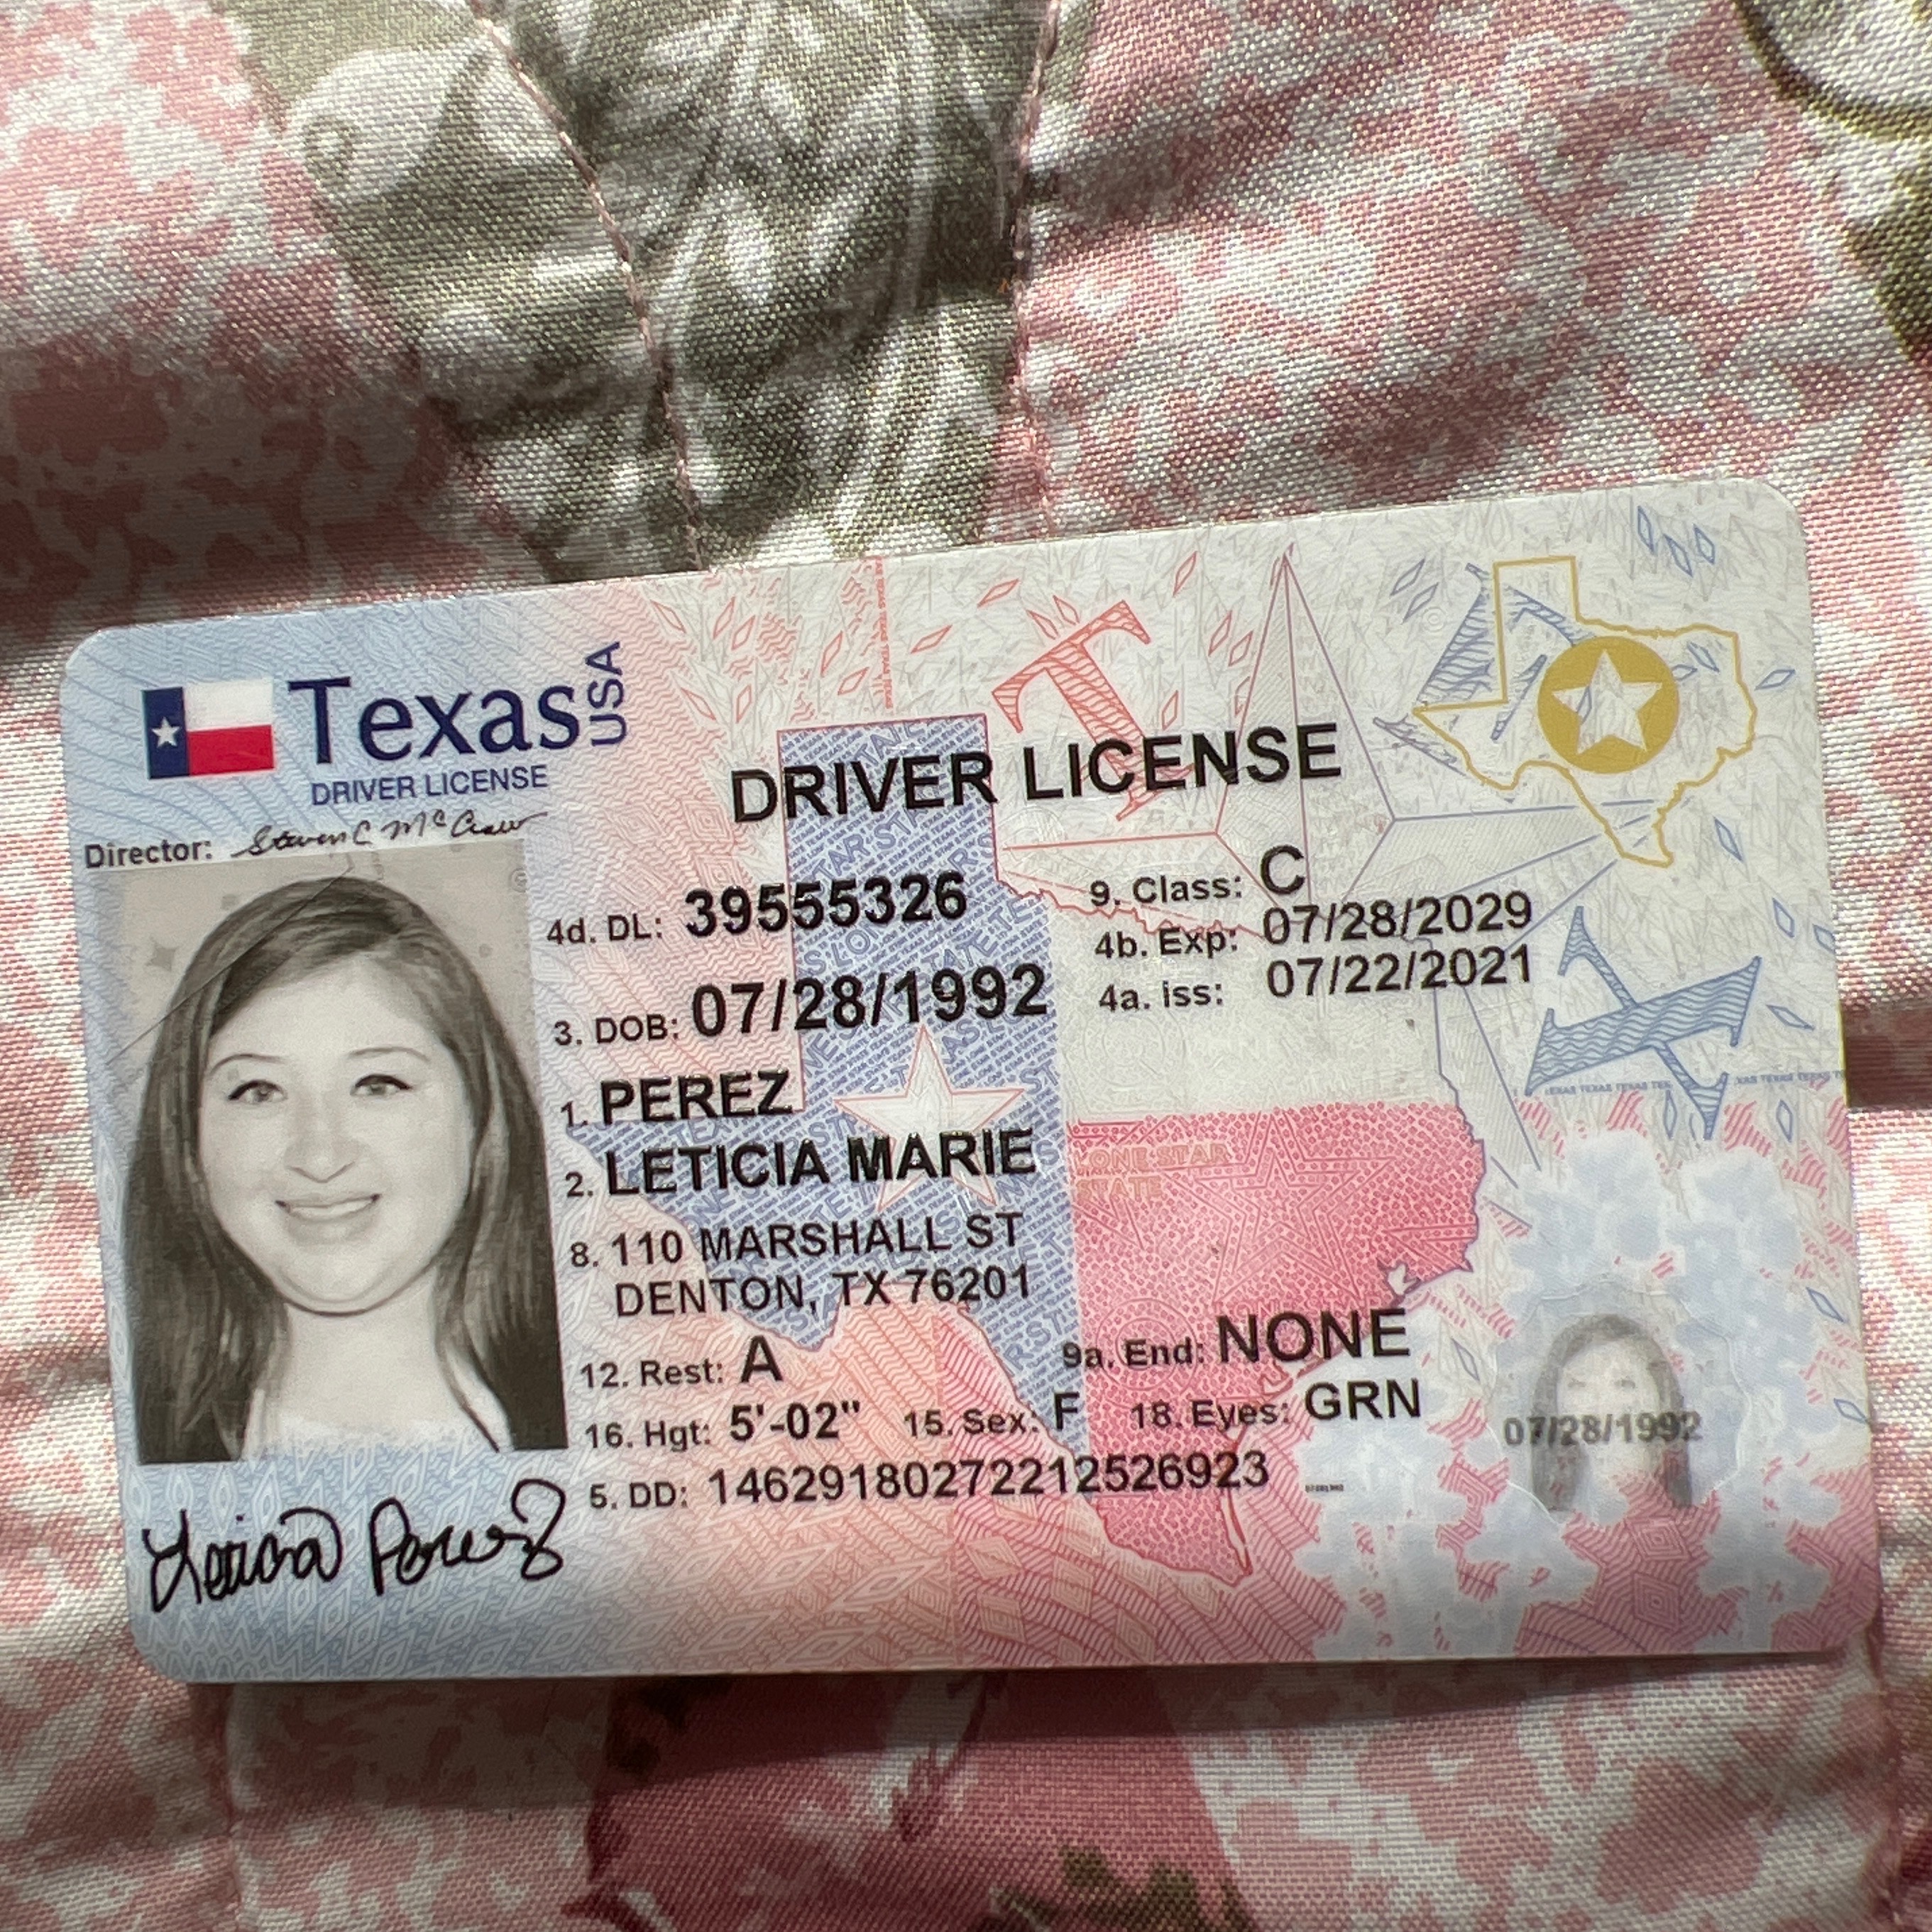 Texas USA
DRIVER LICENSE
Director: Steven C McCraw
DRIVER LICENSE
4d. DL: 39555326
9. Class: C
4b. Exp: 07/28/2029
3. DOB: 07/28/1992
4a. Iss: 07/22/2021
1. PEREZ
2. LETICIA MARIE
8. 110 MARSHALL ST
DENTON, TX 76201
LONE STAR
STATE
12. Rest: A
9a. End: NONE
16. Hgt: 5'-02" 15. Sex: F 18. Eyes: GRN
07/28/1992
5. DD: 14629180272212526923
Leticia Perez